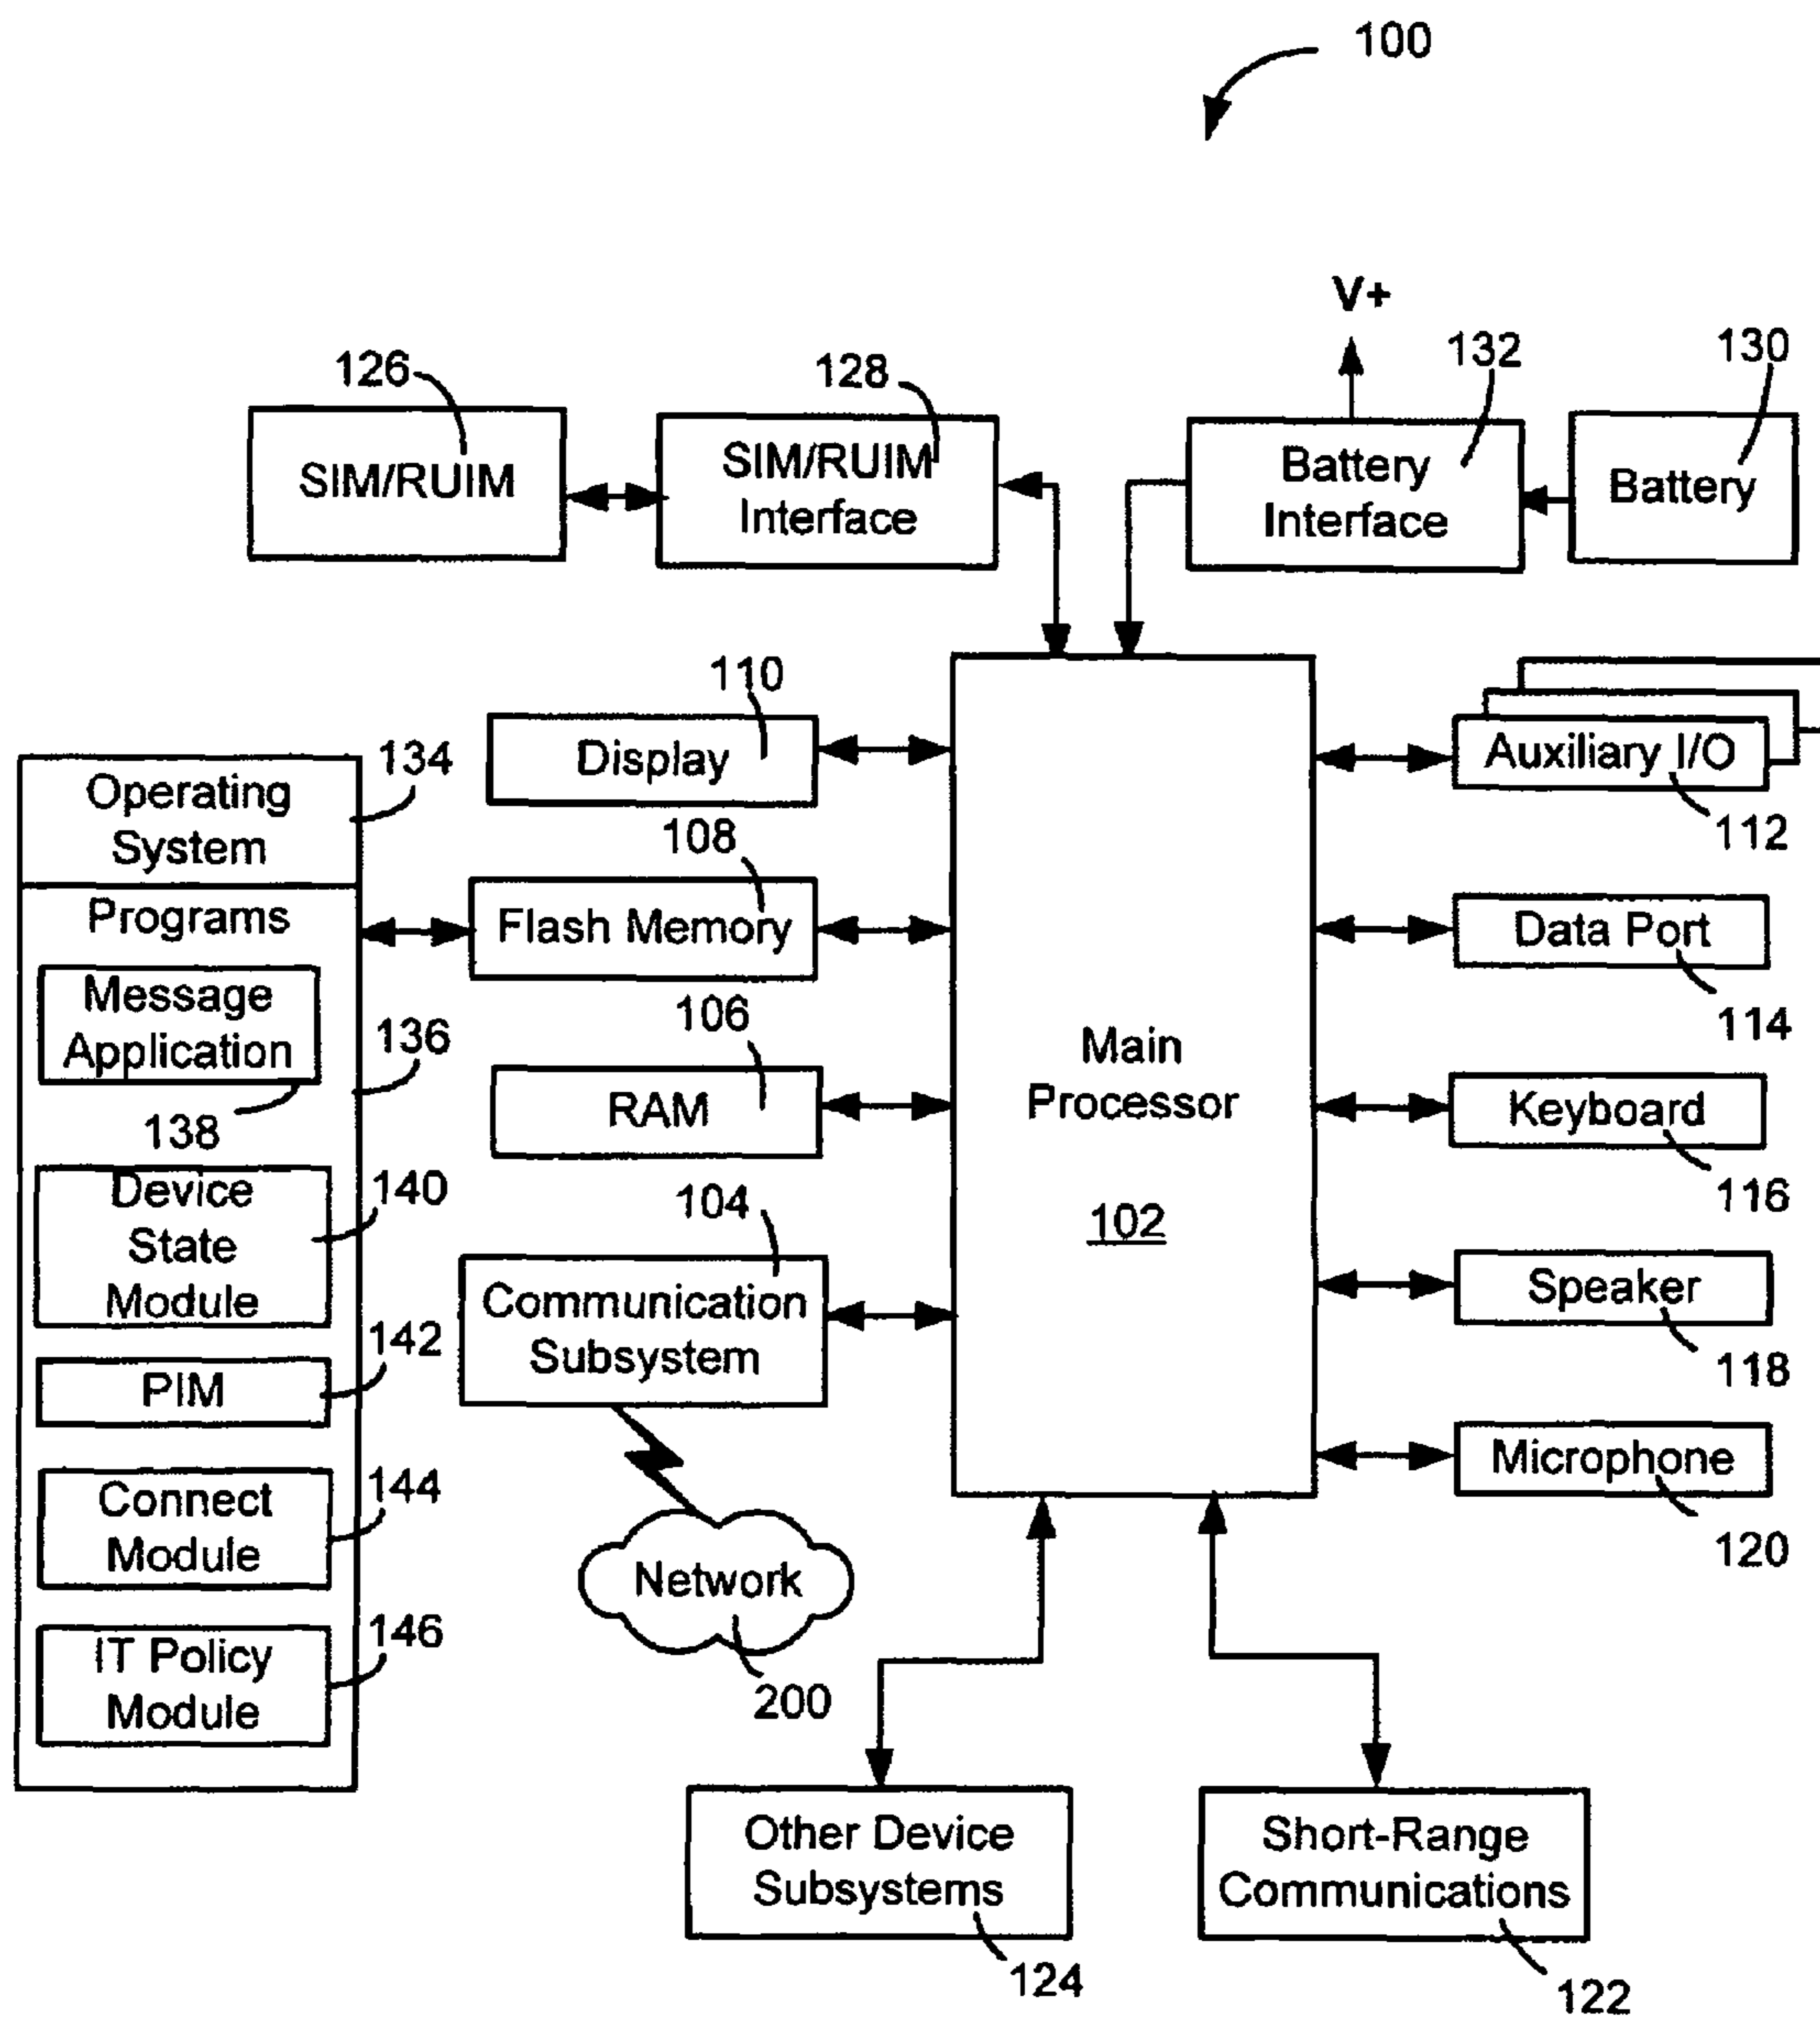 100
V+
126
128
132
130
SIM/RUIM
SIM/RUIM
Interface
Battery
Interface
Battery
110
Display
134
Operating
System
108
Flash Memory
Programs
Message
Application
138
136
106
RAM
Device
State
Module
140
104
Communication
Subsystem
PIM
142
Connect
Module
144
IT Policy
Module
146
Network
200
Main
Processor
102
Auxiliary I/O
112
Data Port
114
Keyboard
116
Speaker
118
Microphone
120
Other Device
Subsystems
124
Short-Range
Communications
122